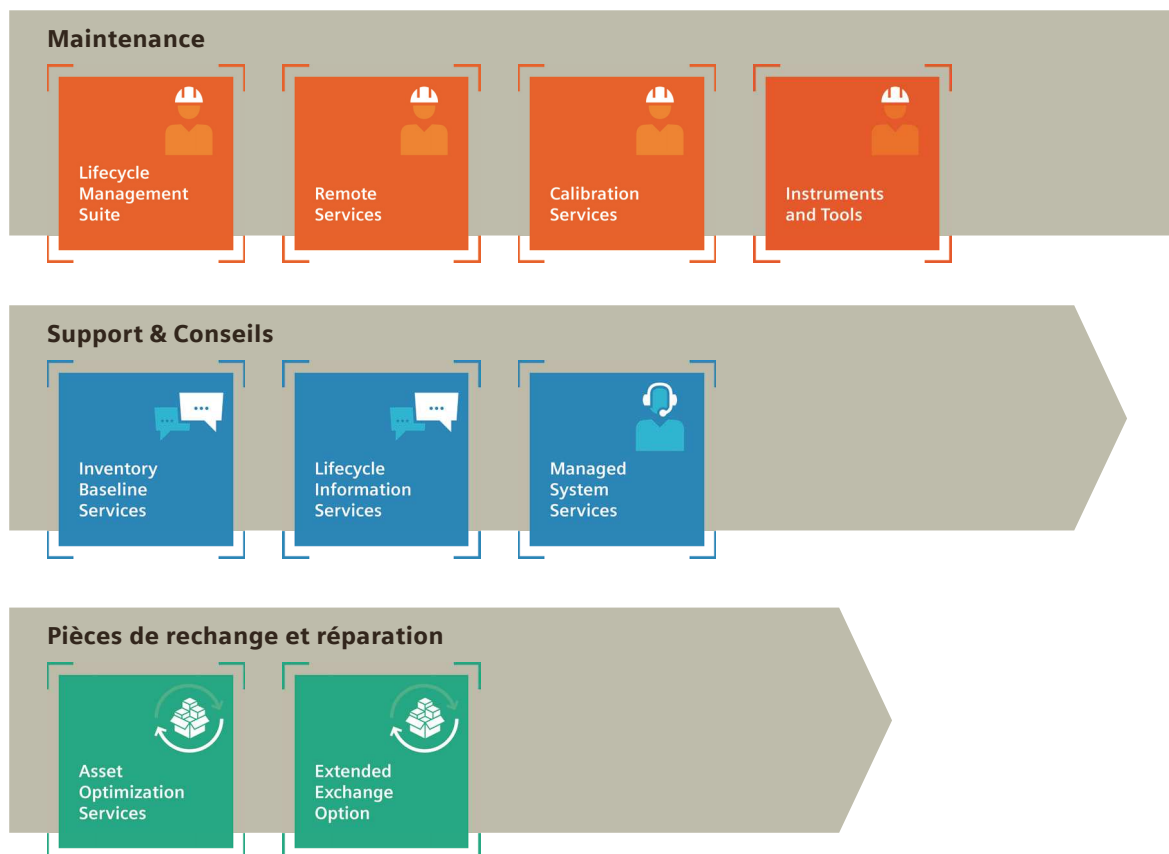 Maintenance
Lifecycle
Management
Suite
Remote
Services
Calibration
Services
Instruments
and Tools
Support & Conseils
Inventory
Baseline
Services
Lifecycle
Information
Services
Managed
System
Services
Pièces de rechange et réparation
Asset
Optimization
Services
Extended
Exchange
Option